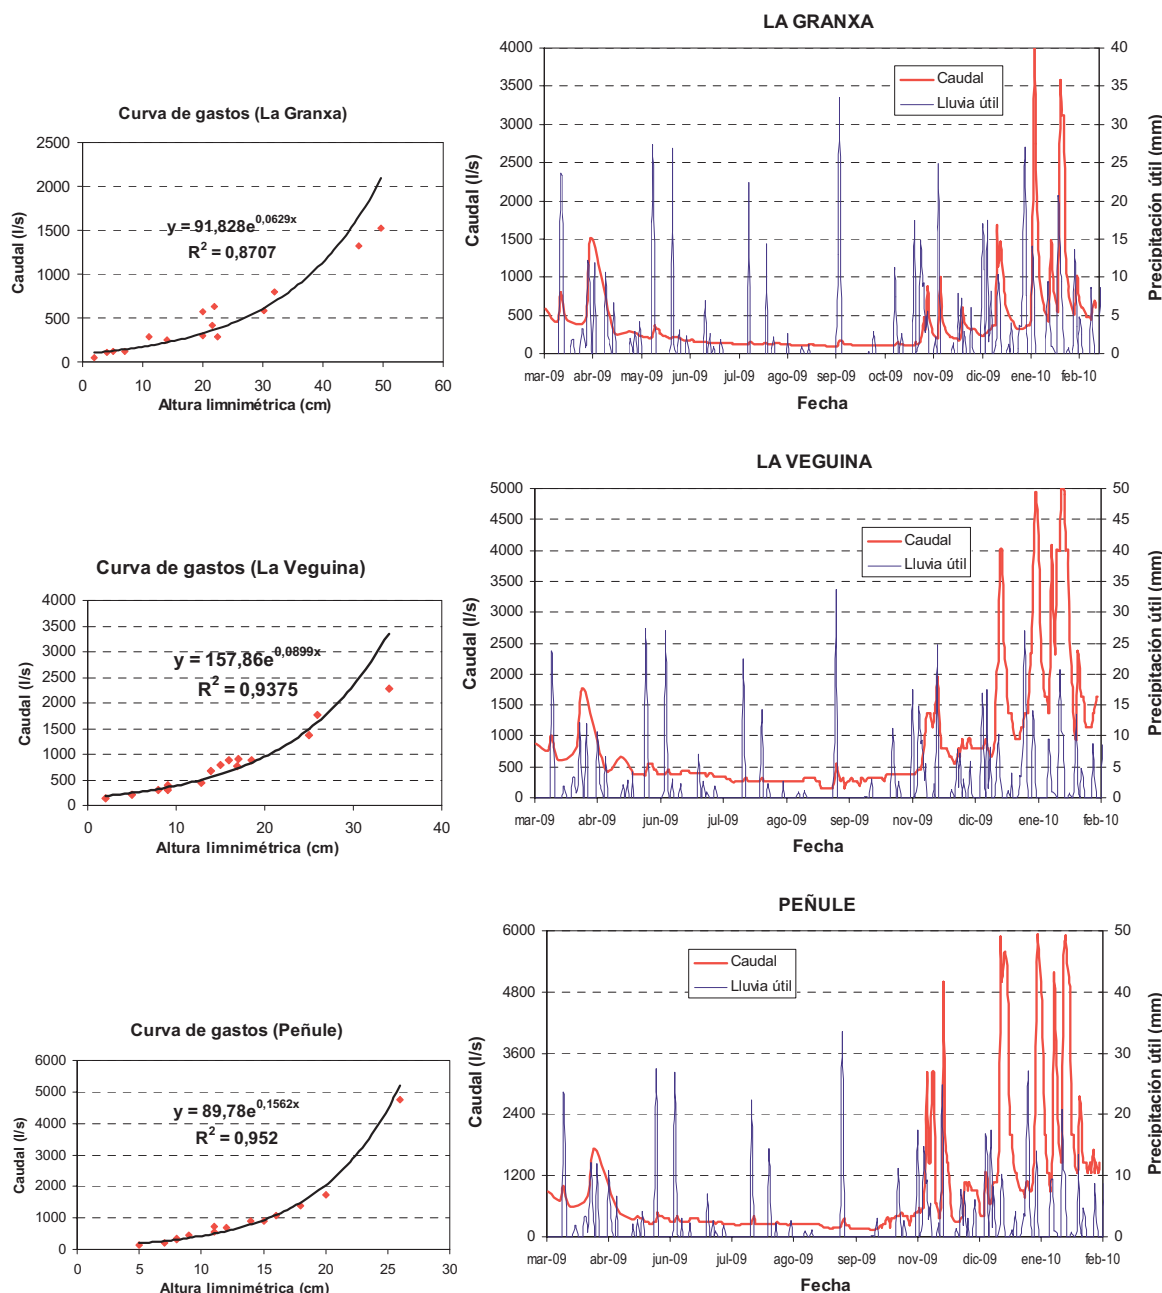 LA GRANXA
Curva de gastos (La Granxa)
Caudal (l/s)
2500
2000
1500
1000
500
0
y = 91,828e^0,0629x
R² = 0,8707
0 10 20 30 40 50 60
Altura limnimétrica (cm)
Caudal (l/s)
4000
3500
3000
2500
2000
1500
1000
500
0
Caudal
Lluvia útil
40
35
30
25
20
15
10
5
0
Precipitación útil (mm)
mar-09 abr-09 may-09 jun-09 jul-09 ago-09 sep-09 oct-09 nov-09 dic-09 ene-10 feb-10
Fecha
LA VEGUINA
Curva de gastos (La Veguina)
Caudal (l/s)
4000
3500
3000
2500
2000
1500
1000
500
0
y = 157,86e^0,0899x
R² = 0,9375
0 10 20 30 40
Altura limnimétrica (cm)
Caudal (l/s)
5000
4500
4000
3500
3000
2500
2000
1500
1000
500
0
Caudal
Lluvia útil
50
45
40
35
30
25
20
15
10
5
0
Precipitación útil (mm)
mar-09 abr-09 jun-09 jul-09 ago-09 sep-09 nov-09 dic-09 ene-10 feb-10
Fecha
PEÑULE
Curva de gastos (Peñule)
Caudal (l/s)
6000
5000
4000
3000
2000
1000
0
y = 89,78e^0,1562x
R² = 0,952
0 5 10 15 20 25 30
Altura limnimétrica (cm)
Caudal (l/s)
6000
4800
3600
2400
1200
0
Caudal
Lluvia útil
50
40
30
20
10
0
Precipitación útil (mm)
mar-09 abr-09 jun-09 jul-09 ago-09 sep-09 nov-09 dic-09 ene-10 feb-10
Fecha